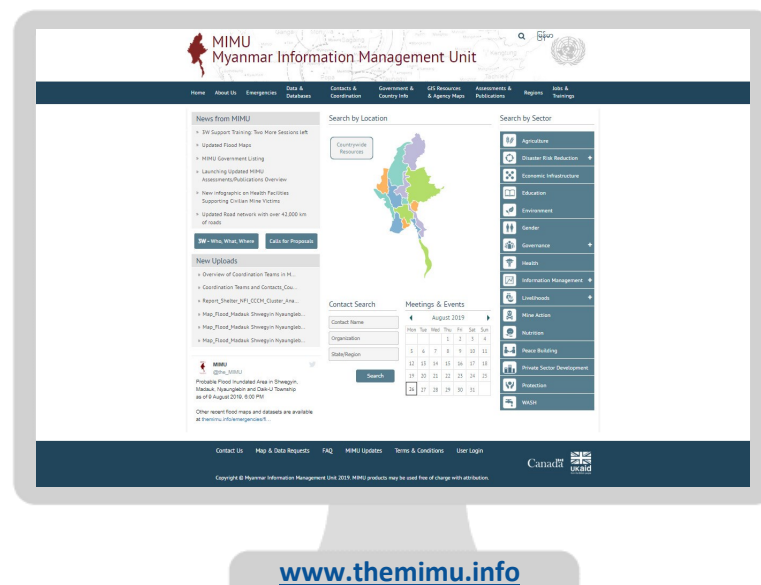 MIMU
Myanmar Information Management Unit
မြန်မာ
Home
About Us
Emergencies
Data &
Databases
Contacts &
Coordination
Government &
Country Info
GIS Resources
& Agency Maps
Assessments &
Publications
Regions
Jobs &
Trainings
News from MIMU
» 3W Support Training: Two More Sessions left
» Updated Flood Maps
» MIMU Government Listing
» Launching Updated MIMU
Assessments/Publications Overview
» New infographic on Health Facilities
Supporting Civilian Mine Victims
» Updated Road network with over 42,000 km
of roads
3W - Who, What, Where
Calls for Proposals
New Uploads
» Overview of Coordination Teams in M...
» Coordination Teams and Contacts_Cou...
» Report_Shelter_NFI_CCCM_Cluster_Ana...
» Map_Flood_Madauk Shwegyin Nyaungleb...
» Map_Flood_Madauk Shwegyin Nyaungleb...
» Map_Flood_Madauk Shwegyin Nyaungleb...
MIMU
@the_MIMU
Probable Flood Inundated Area in Shwegyin,
Madauk, Nyaunglebin and Daik-U Township
as of 9 August 2019, 6:00 PM
Other recent flood maps and datasets are available
at themimu.info/emergencies/fl...
Search by Location
Countrywide
Resources
Contact Search
Contact Name
Organization
State/Region
Search
Meetings & Events
August 2019
Mon Tue Wed Thu Fri Sat Sun
1 2 3 4
5 6 7 8 9 10 11
12 13 14 15 16 17 18
19 20 21 22 23 24 25
26 27 28 29 30 31
Search by Sector
Agriculture
Disaster Risk Reduction +
Economic Infrastructure
Education
Environment
Gender
Governance +
Health
Information Management +
Livelihoods +
Mine Action
Nutrition
Peace Building
Private Sector Development
Protection
WASH
Contact Us
Map & Data Requests
FAQ
MIMU Updates
Terms & Conditions
User Login
Copyright © Myanmar Information Management Unit 2019. MIMU products may be used free of charge with attribution.
Canada
UKaid
www.themimu.info